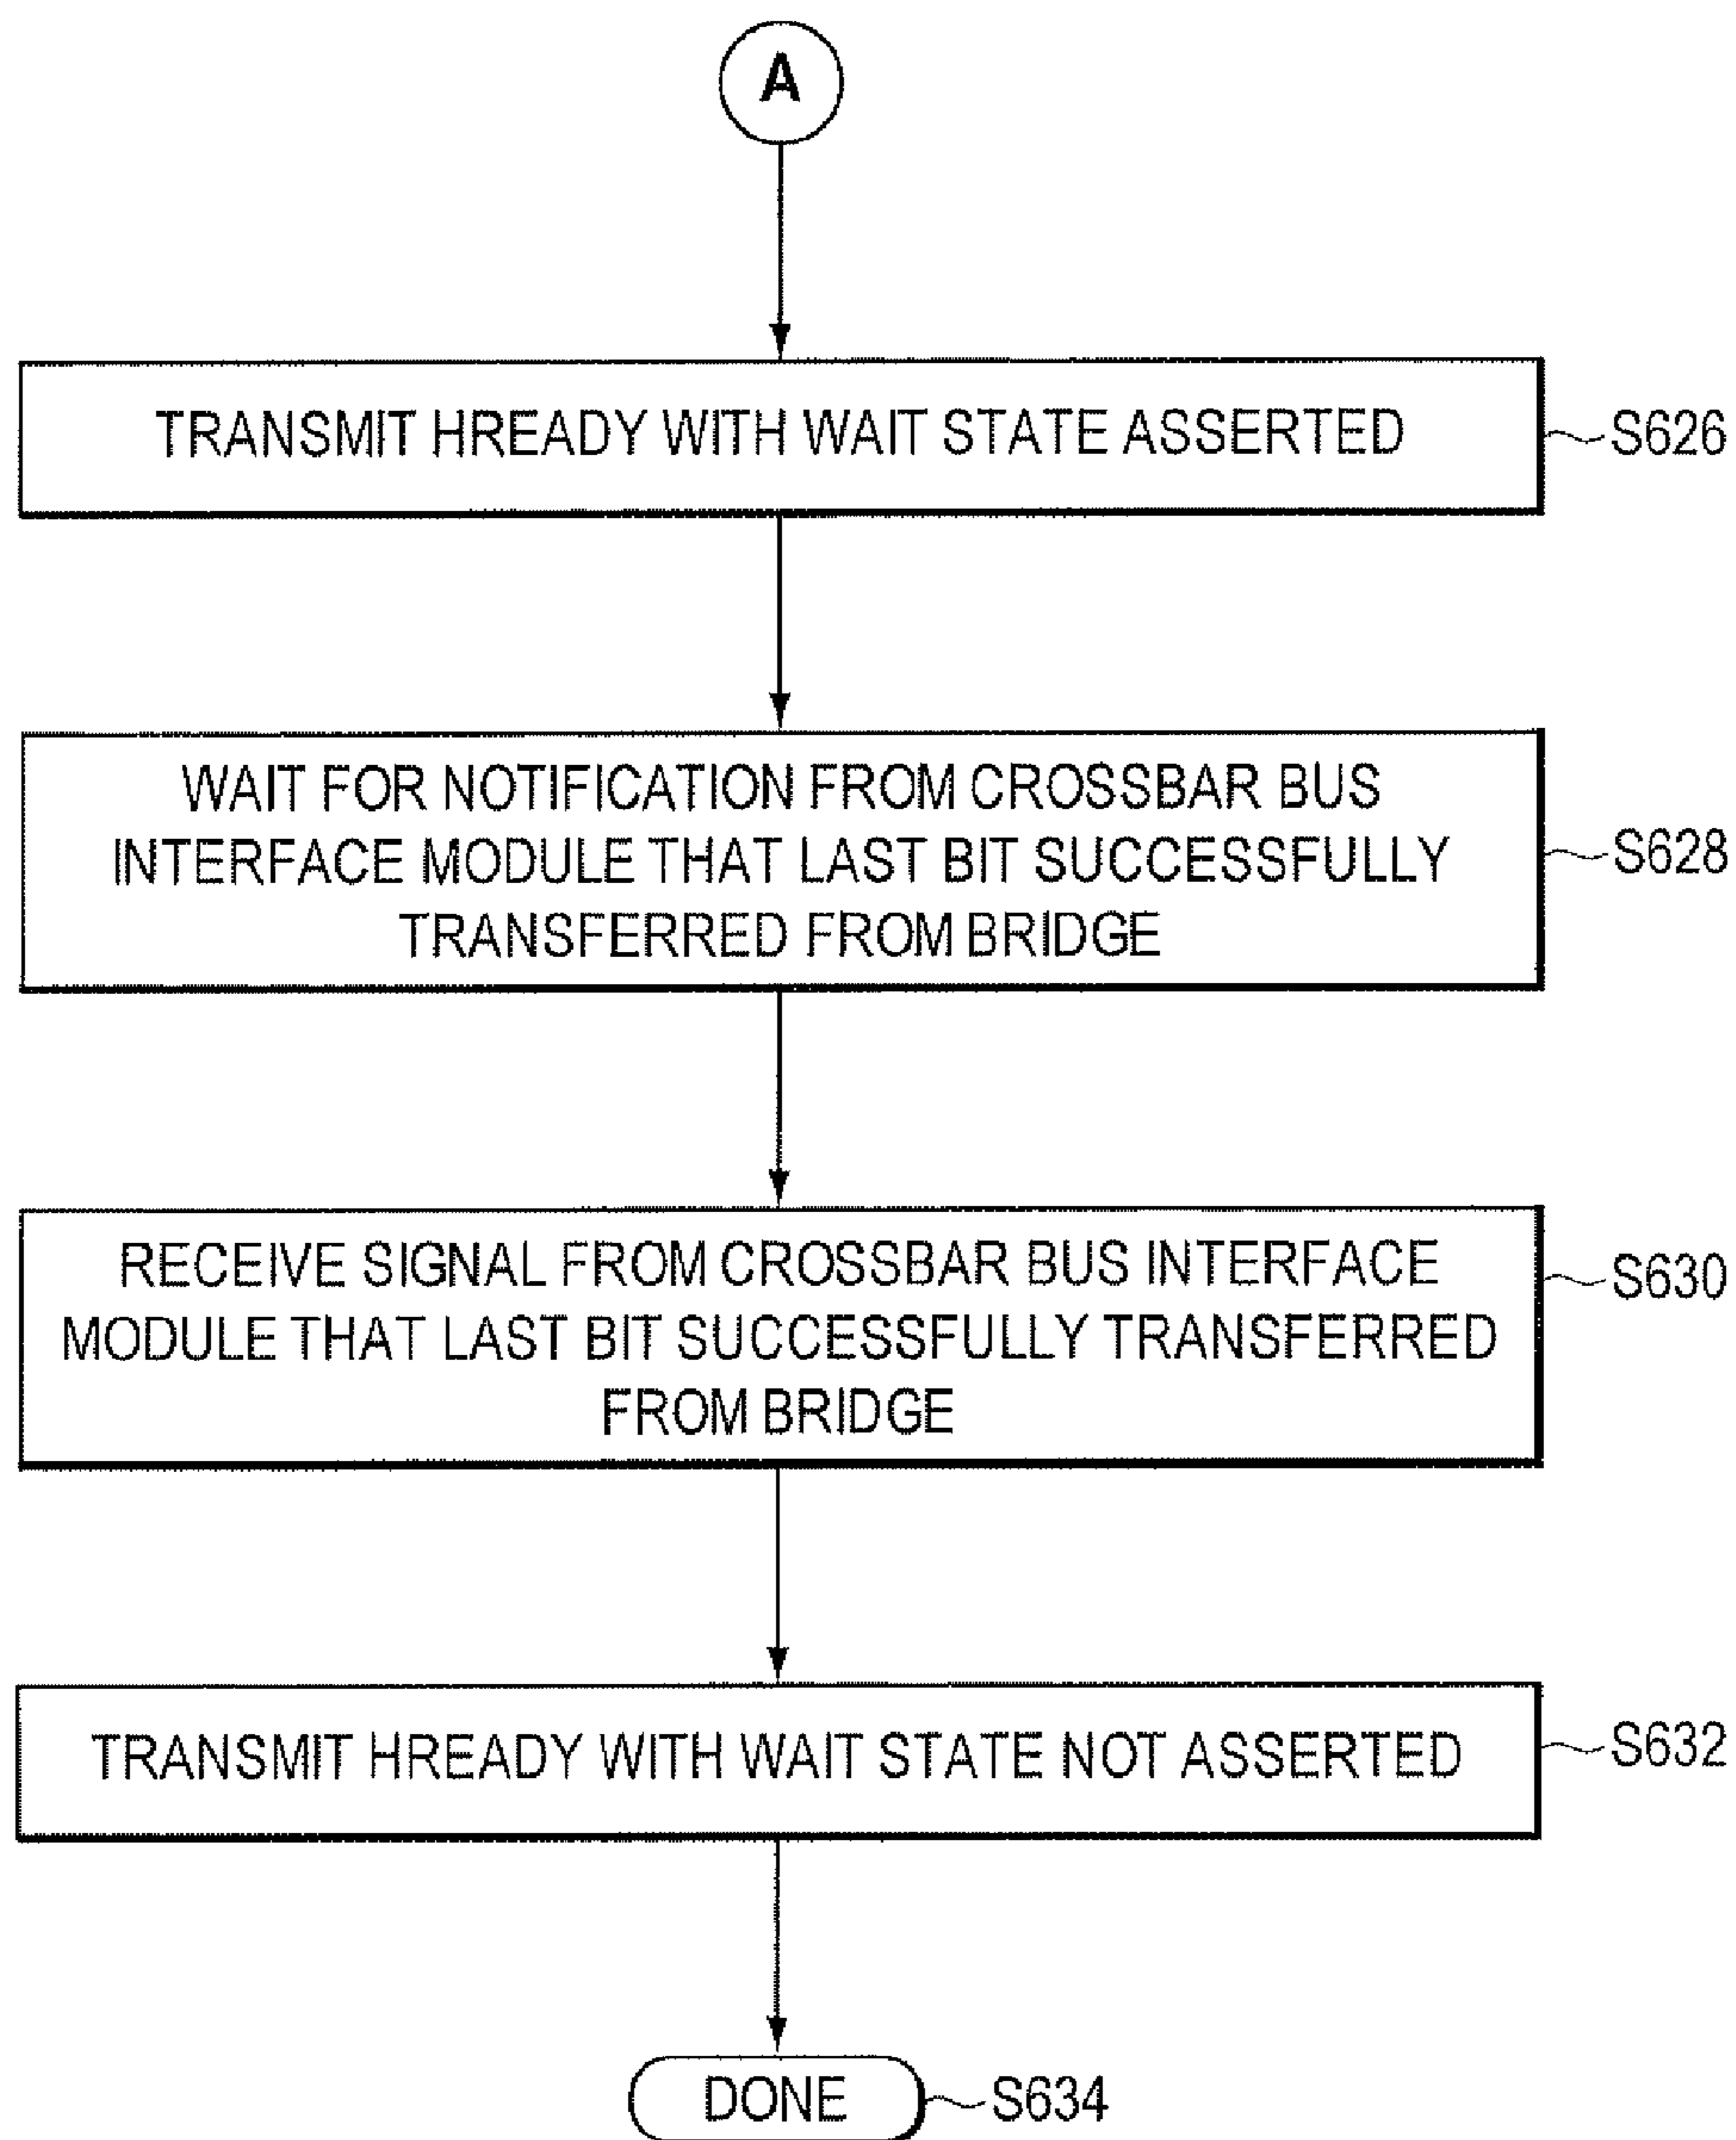 A
TRANSMIT HREADY WITH WAIT STATE ASSERTED
S626
WAIT FOR NOTIFICATION FROM CROSSBAR BUS
INTERFACE MODULE THAT LAST BIT SUCCESSFULLY
TRANSFERRED FROM BRIDGE
S628
RECEIVE SIGNAL FROM CROSSBAR BUS INTERFACE
MODULE THAT LAST BIT SUCCESSFULLY TRANSFERRED
FROM BRIDGE
S630
TRANSMIT HREADY WITH WAIT STATE NOT ASSERTED
S632
DONE
S634